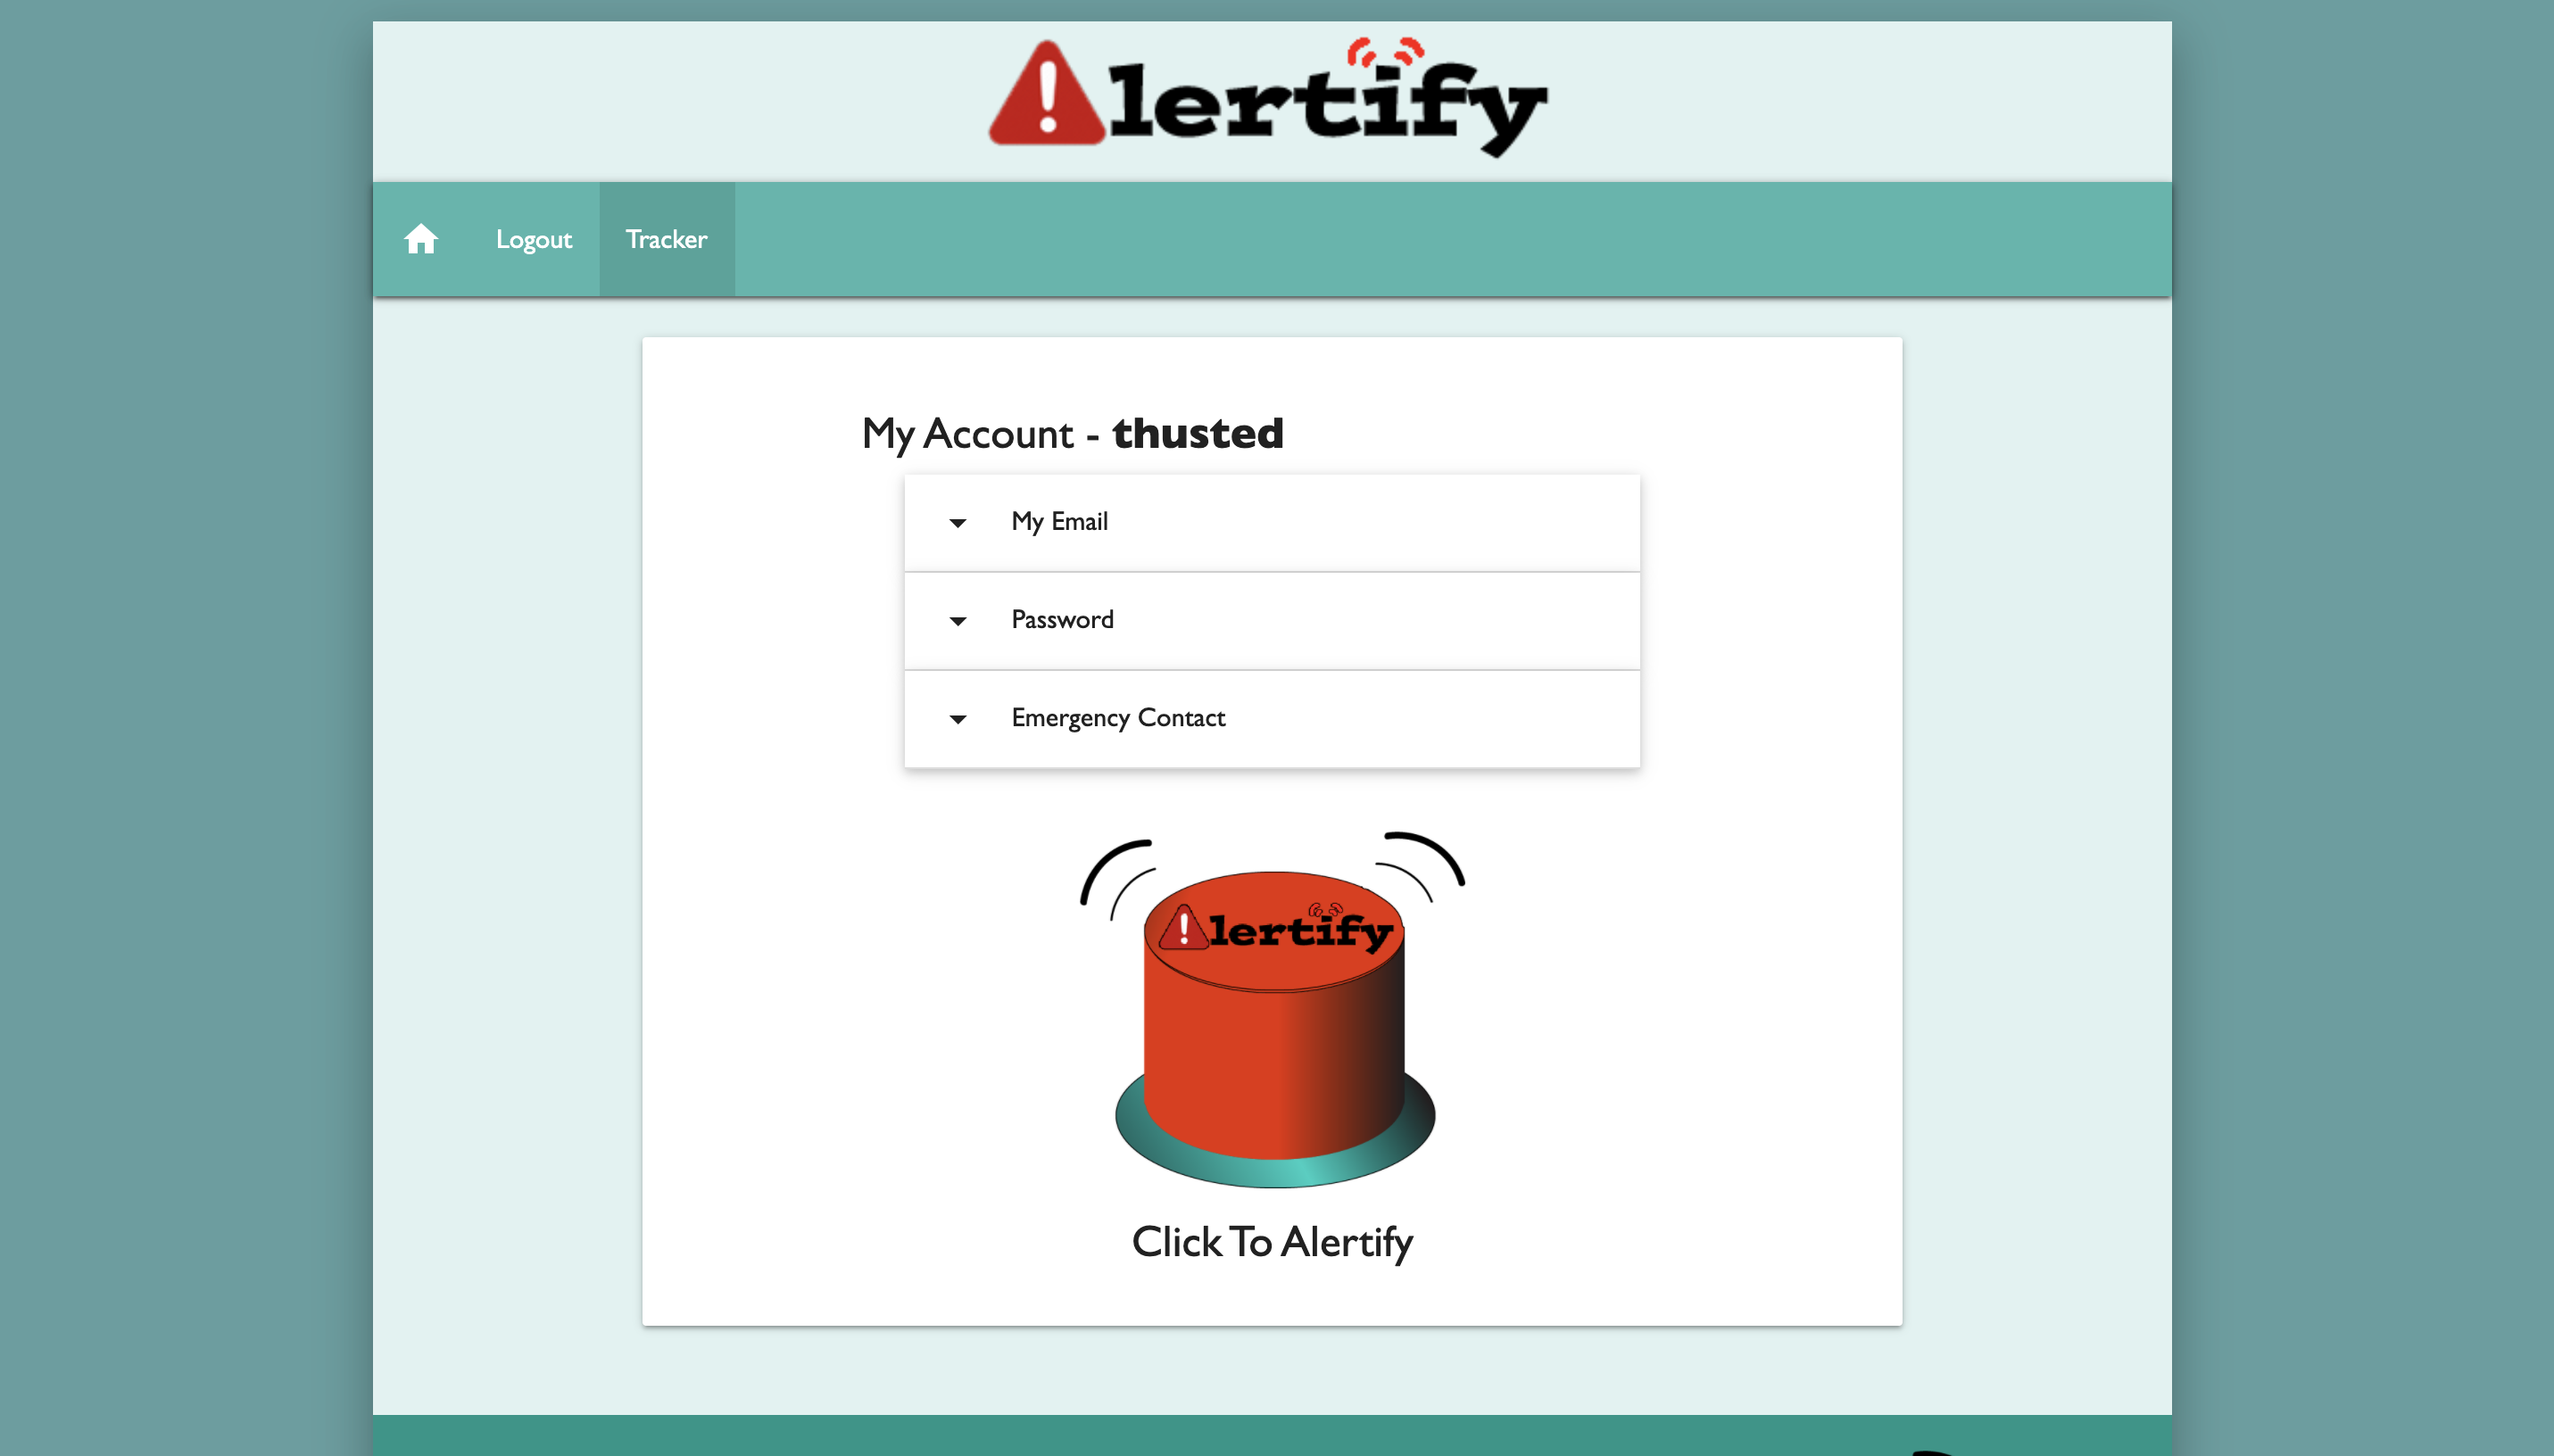 Alertify
Logout
Tracker
My Account - thusted
My Email
Password
Emergency Contact
Alertify
Click To Alertify